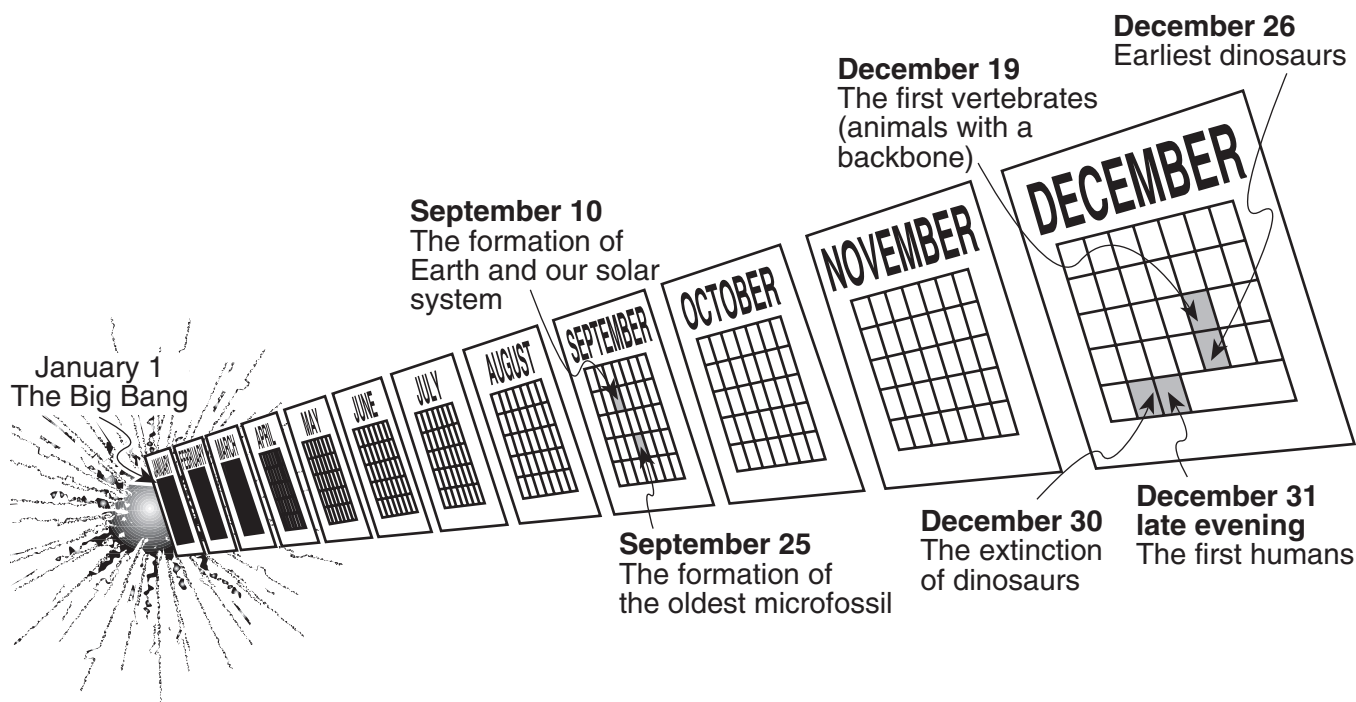 December 26
Earliest dinosaurs
December 19
The first vertebrates
(animals with a
backbone)
September 10
The formation of
Earth and our solar
system
January 1
The Big Bang
JANUARY
FEBRUARY
MARCH
APRIL
MAY
JUNE
JULY
AUGUST
SEPTEMBER
OCTOBER
NOVEMBER
DECEMBER
September 25
The formation of
the oldest microfossil
December 30
The extinction
of dinosaurs
December 31
late evening
The first humans